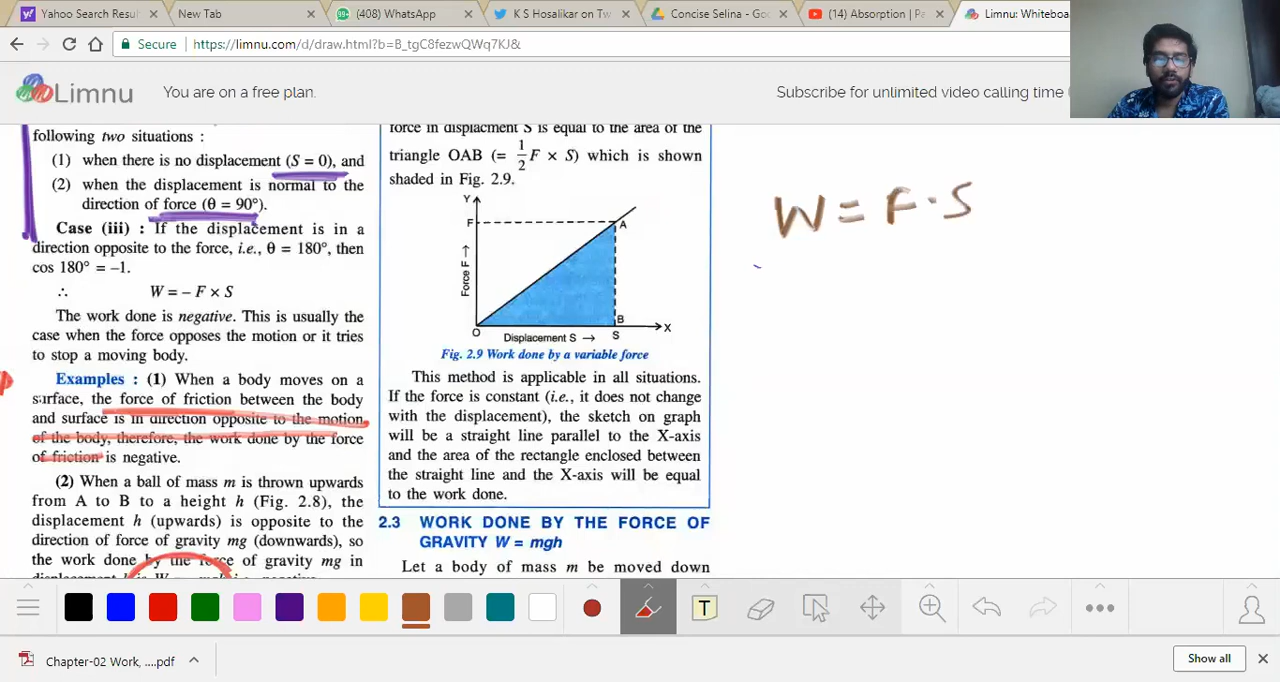 Yahoo Search Results
New Tab
(408) WhatsApp
K S Hosalikar on Tw
Concise Selina - Goo
(14) Absorption | Pa
Limnu: Whiteboa
Secure
https://limnu.com/d/draw.html?b=B_tgC8fezwQWq7KJ&
Limnu
You are on a free plan.
Subscribe for unlimited video calling time
following two situations :
(1) when there is no displacement (S = 0), and
(2) when the displacement is normal to the
direction of force (θ = 90°).
Case (iii) : If the displacement is in a
direction opposite to the force, i.e., θ = 180°, then
cos 180° = –1.
∴ W = – F × S
The work done is negative. This is usually the
case when the force opposes the motion or it tries
to stop a moving body.
Examples : (1) When a body moves on a
surface, the force of friction between the body
and surface is in direction opposite to the motion
of the body, therefore, the work done by the force
of friction is negative.
(2) When a ball of mass m is thrown upwards
from A to B to a height h (Fig. 2.8), the
displacement h (upwards) is opposite to the
direction of force of gravity mg (downwards), so
the work done by the force of gravity mg in
force in displacment S is equal to the area of the
triangle OAB (= 1/2 F × S) which is shown
shaded in Fig. 2.9.
Y
F
A
Force F →
O
B
X
Displacement S →
S
Fig. 2.9 Work done by a variable force
This method is applicable in all situations.
If the force is constant (i.e., it does not change
with the displacement), the sketch on graph
will be a straight line parallel to the X-axis
and the area of the rectangle enclosed between
the straight line and the X-axis will be equal
to the work done.
2.3 WORK DONE BY THE FORCE OF
GRAVITY W = mgh
Let a body of mass m be moved down
W = F · S
T
Chapter-02 Work, ....pdf
Show all